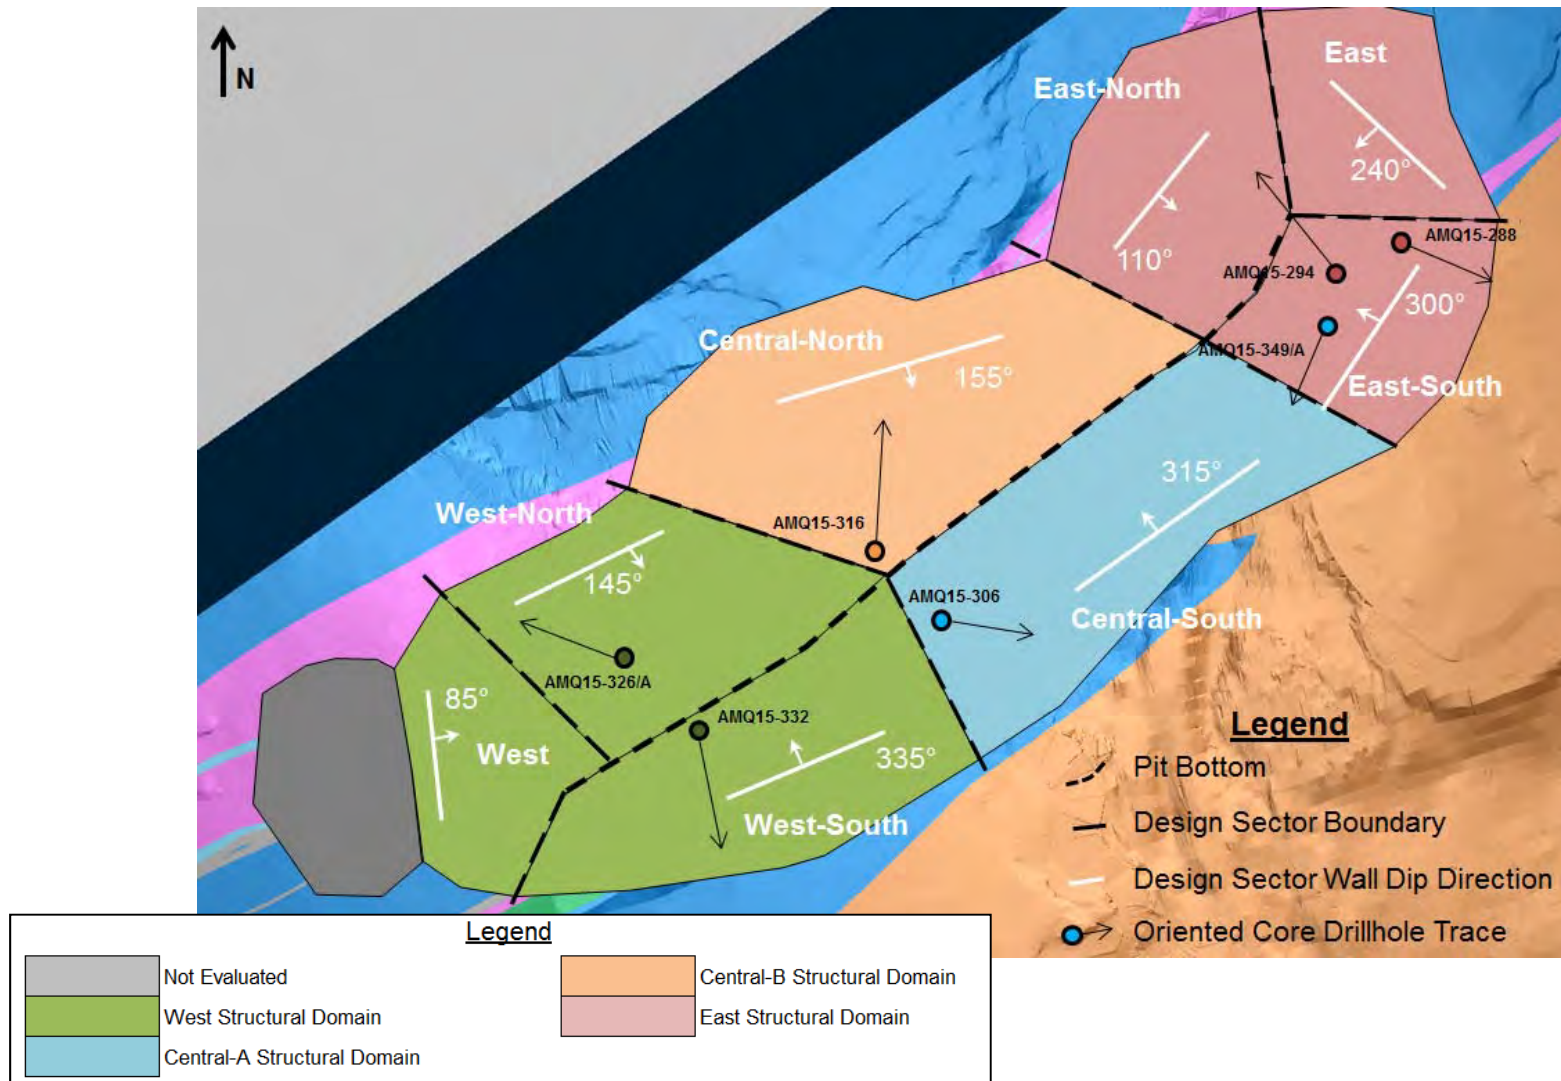 N
East
East-North
240°
AMQ15-288
110°
AMQ15-294
300°
Central-North
AMQ15-349/A
155°
East-South
315°
West-North
AMQ15-316
145°
AMQ15-306
Central-South
AMQ15-326/A
85°
AMQ15-332
West
335°
West-South
Legend
Pit Bottom
Design Sector Boundary
Design Sector Wall Dip Direction
Oriented Core Drillhole Trace
Legend
Not Evaluated
West Structural Domain
Central-A Structural Domain
Central-B Structural Domain
East Structural Domain